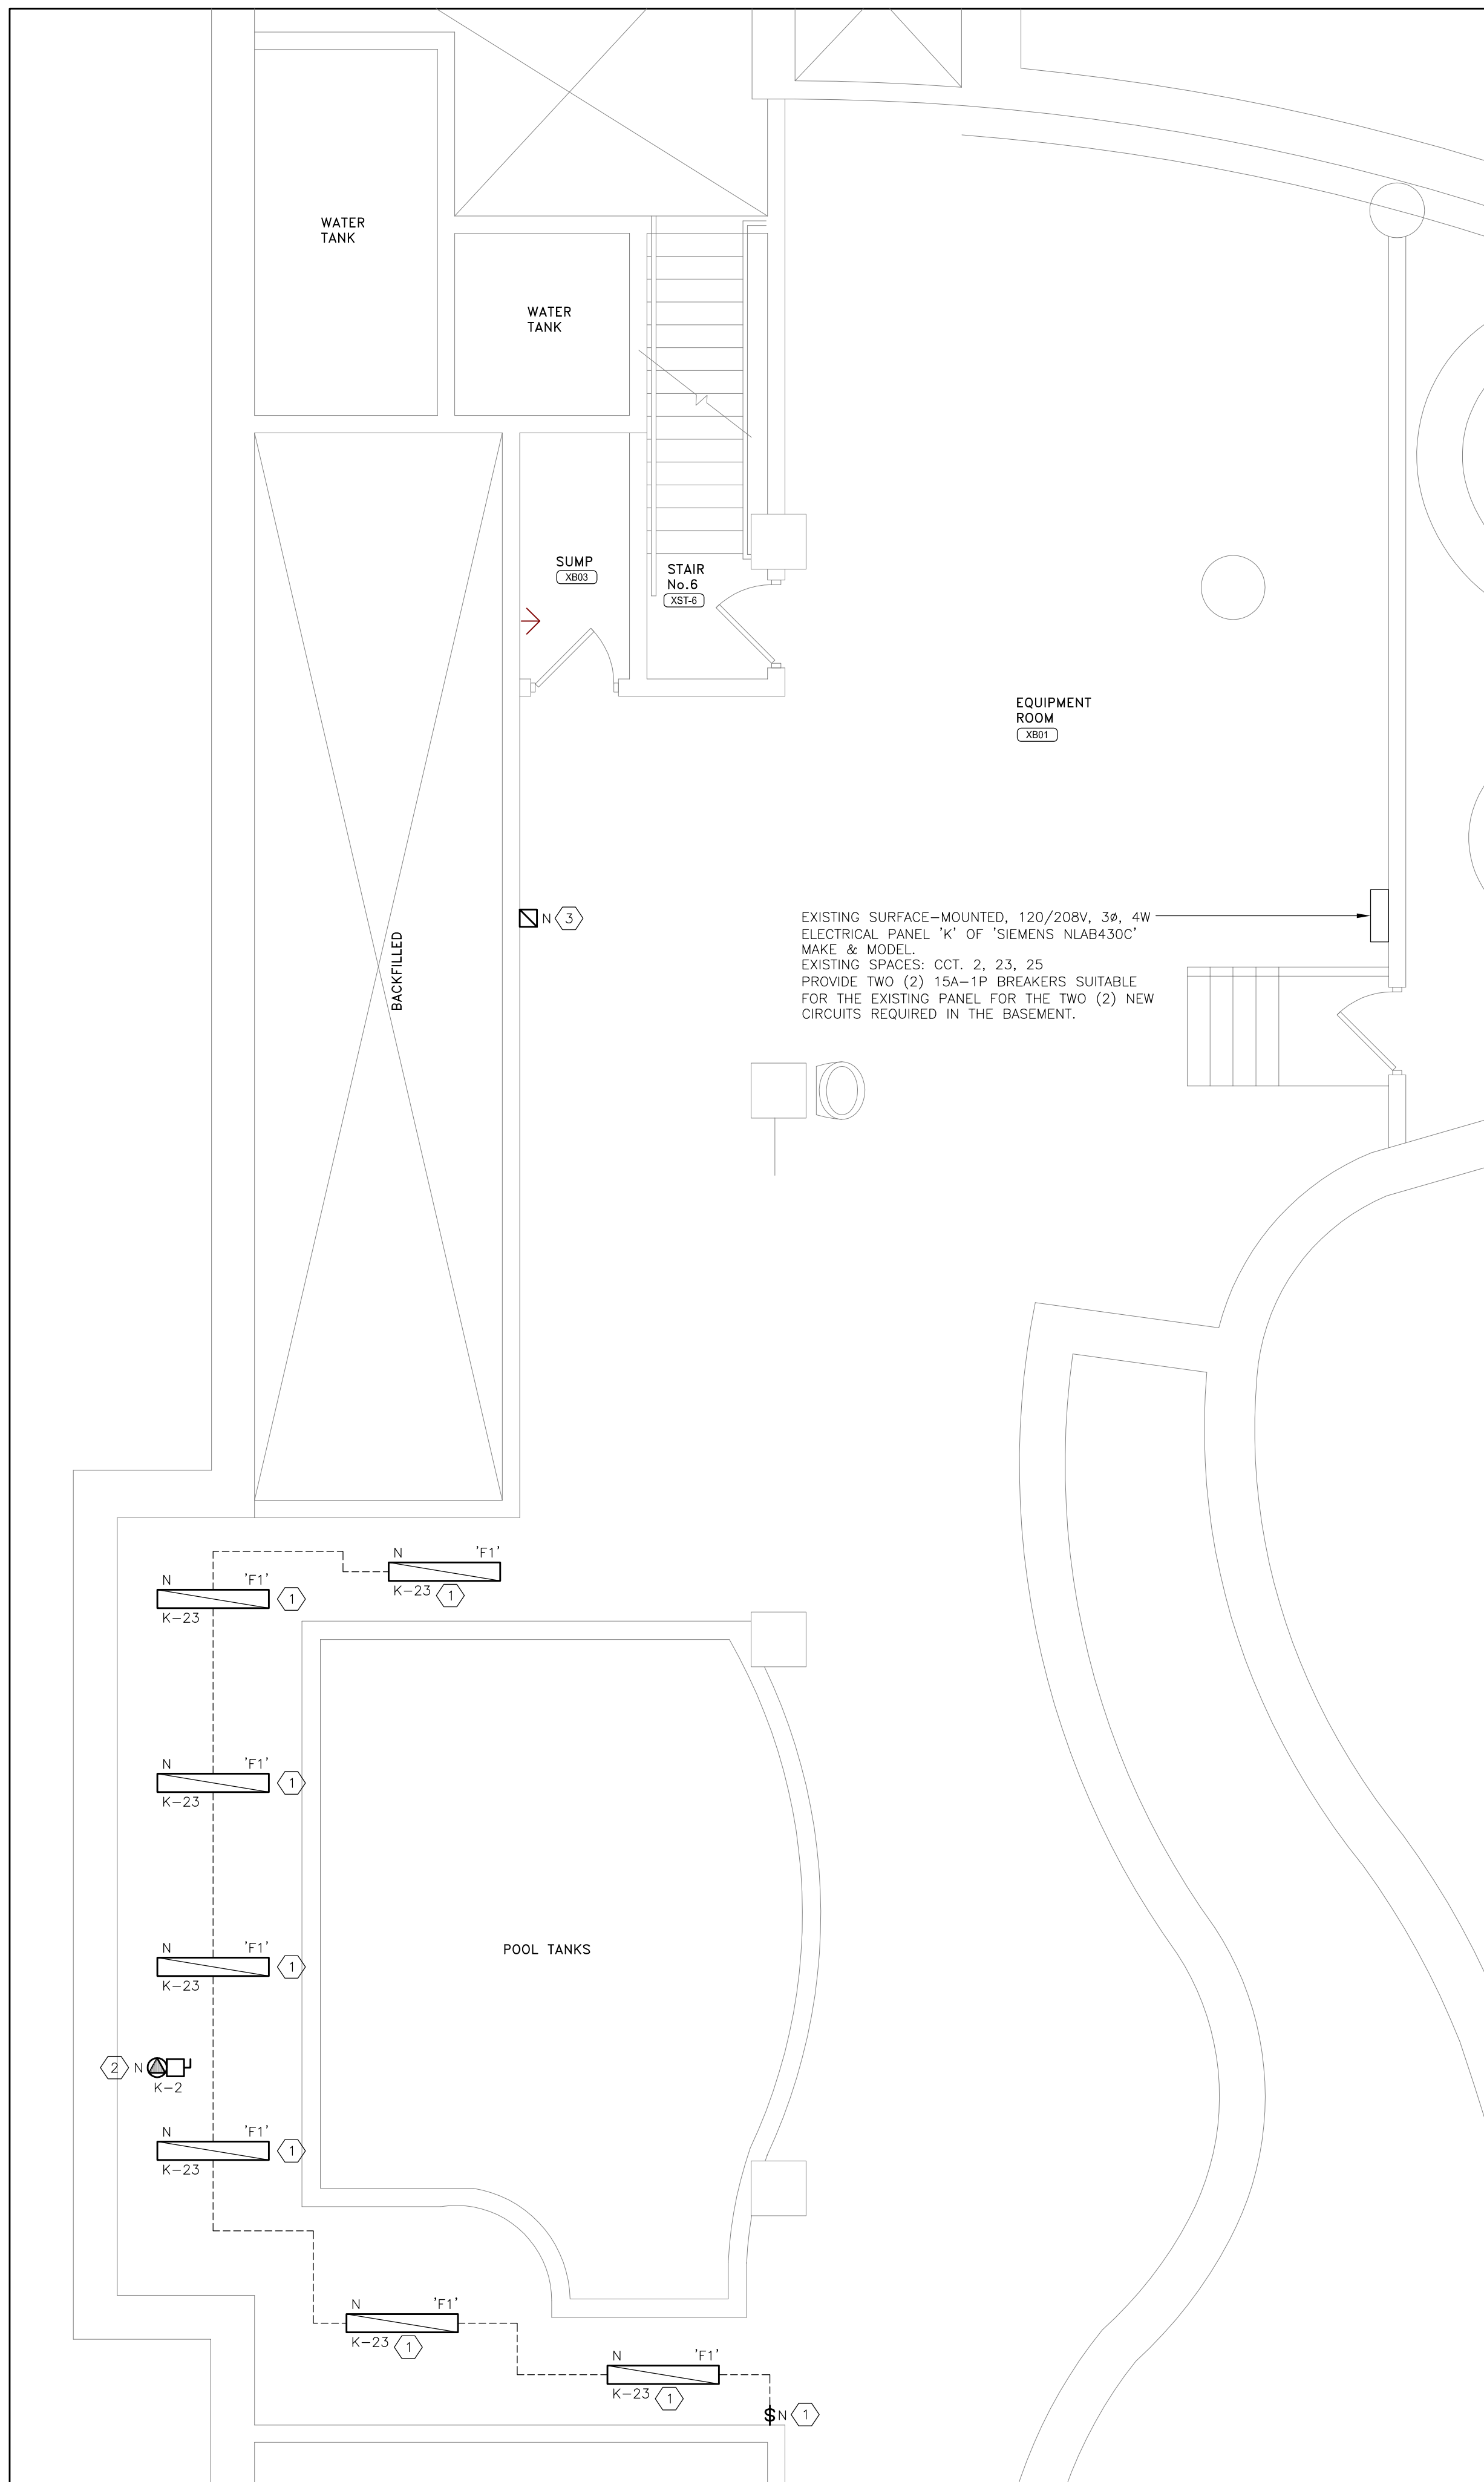 WATER
TANK
WATER
TANK
SUMP
XB03
STAIR
No.6
XST-6
EQUIPMENT
ROOM
XB01
N 3
EXISTING SURFACE-MOUNTED, 120/208V, 3ø, 4W
ELECTRICAL PANEL 'K' OF 'SIEMENS NLAB430C'
MAKE & MODEL.
EXISTING SPACES: CCT. 2, 23, 25
PROVIDE TWO (2) 15A-1P BREAKERS SUITABLE
FOR THE EXISTING PANEL FOR THE TWO (2) NEW
CIRCUITS REQUIRED IN THE BASEMENT.
BACKFILLED
N 'F1'
K-23 1
N 'F1'
1
K-23
N 'F1'
1
K-23
POOL TANKS
N 'F1'
1
K-23
2 N
K-2
N 'F1'
1
K-23
N 'F1'
K-23 1
N 'F1'
K-23 1
$ N 1